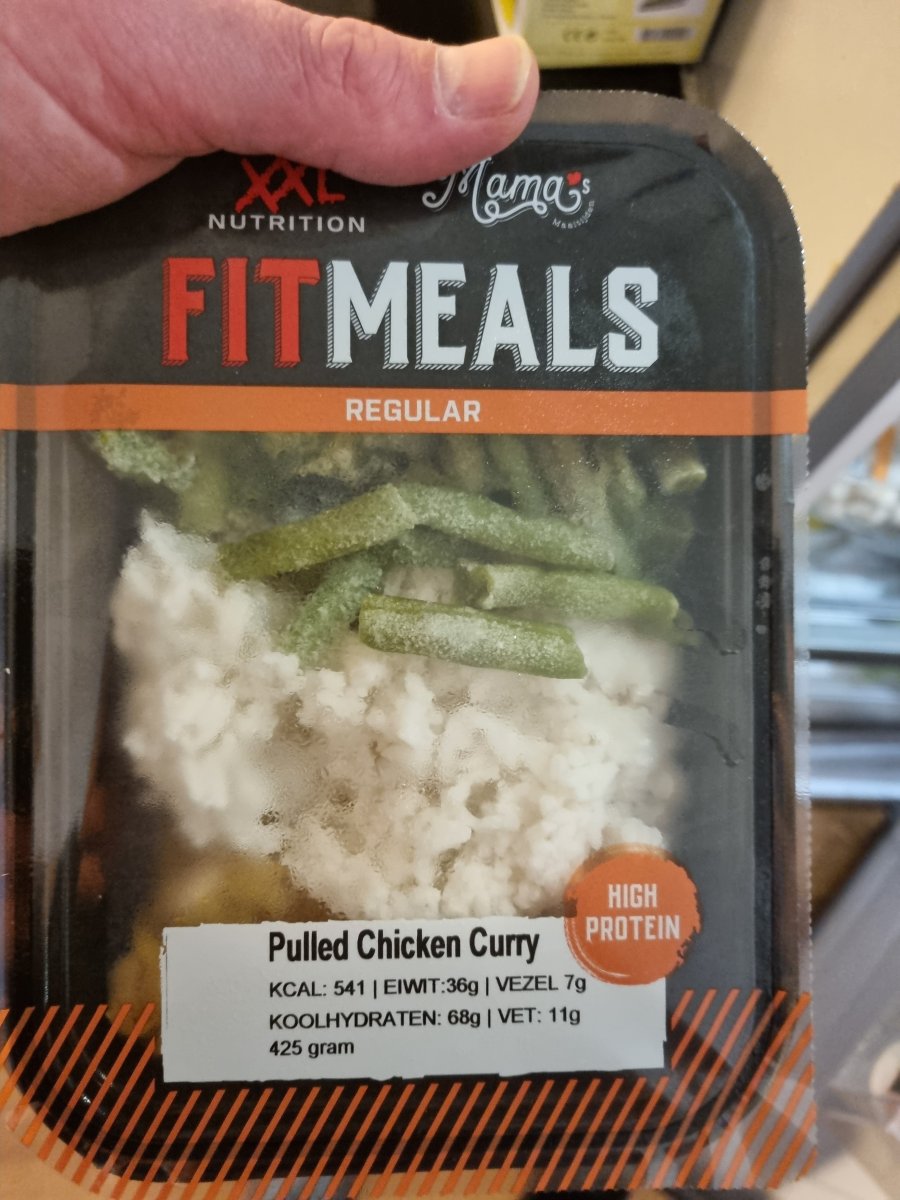 XXL
NUTRITION
Mama's
Maaltijden
FITMEALS
REGULAR
HIGH
PROTEIN
Pulled Chicken Curry
KCAL: 541 | EIWIT:36g | VEZEL 7g
KOOLHYDRATEN: 68g | VET: 11g
425 gram